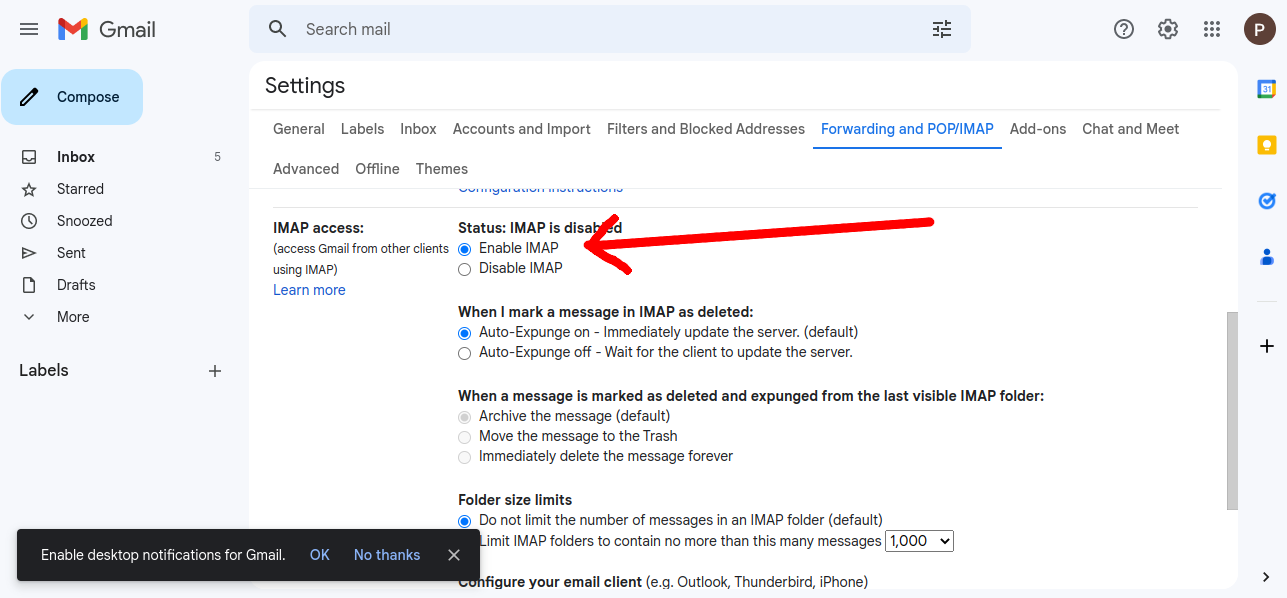 Gmail
Search mail
P
Compose
Inbox 5
Starred
Snoozed
Sent
Drafts
More
Labels
Settings
General Labels Inbox Accounts and Import Filters and Blocked Addresses Forwarding and POP/IMAP Add-ons Chat and Meet
Advanced Offline Themes
Configuration instructions
IMAP access:
(access Gmail from other clients
using IMAP)
Learn more
Status: IMAP is disabled
Enable IMAP
Disable IMAP
When I mark a message in IMAP as deleted:
Auto-Expunge on - Immediately update the server. (default)
Auto-Expunge off - Wait for the client to update the server.
When a message is marked as deleted and expunged from the last visible IMAP folder:
Archive the message (default)
Move the message to the Trash
Immediately delete the message forever
Folder size limits
Do not limit the number of messages in an IMAP folder (default)
Limit IMAP folders to contain no more than this many messages 1,000
Configure your email client (e.g. Outlook, Thunderbird, iPhone)
Enable desktop notifications for Gmail. OK No thanks
31